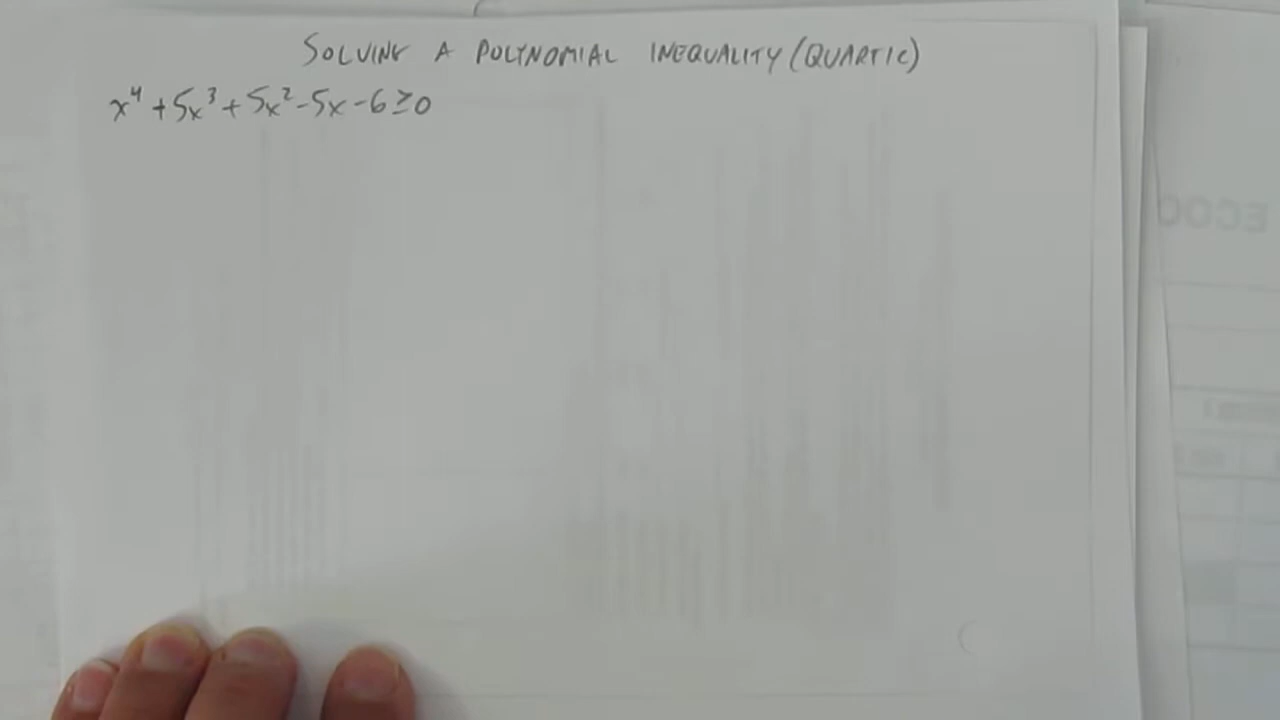 SOLVING A POLYNOMIAL INEQUALITY (QUARTIC)
x⁴ + 5x³ + 5x² - 5x - 6 ≥ 0